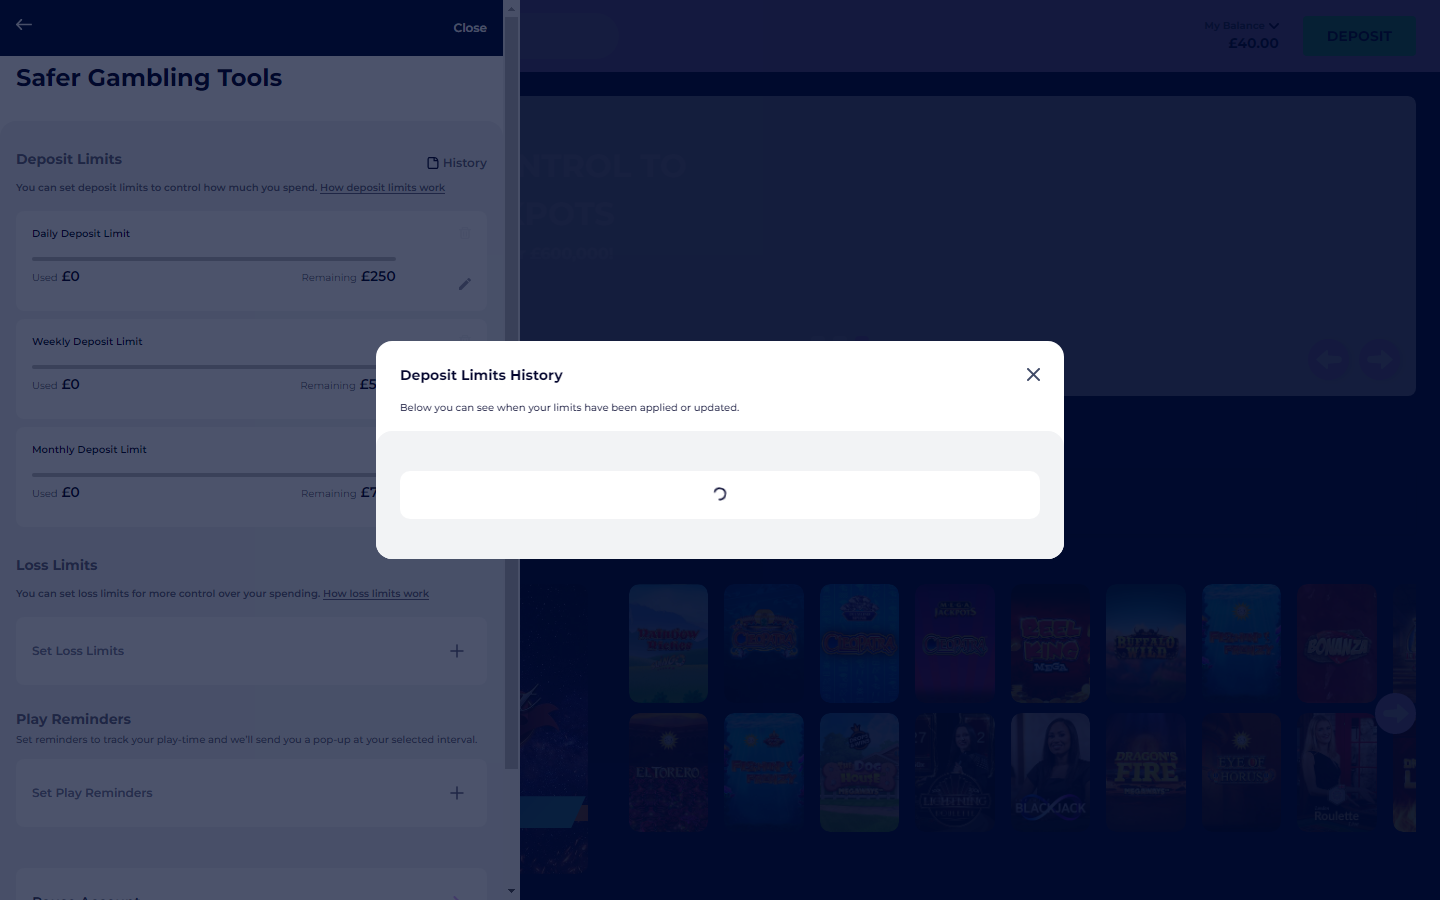 Close
My Balance
£40.00
DEPOSIT
Safer Gambling Tools
Deposit Limits
History
You can set deposit limits to control how much you spend. How deposit limits work
Daily Deposit Limit
Used £0
Remaining £250
Weekly Deposit Limit
Used £0
Remaining
Monthly Deposit Limit
Used £0
Remaining
Deposit Limits History
Below you can see when your limits have been applied or updated.
Loss Limits
You can set loss limits for more control over your spending. How loss limits work
Set Loss Limits
Play Reminders
Set reminders to track your play-time and we'll send you a pop-up at your selected interval.
Set Play Reminders
REEL KING MEGA
BUFFALO WILD
BONANZA
EL TORERO
DRAGON'S FIRE
EYE OF HORUS
LIGHTNING
BLACKJACK
Roulette